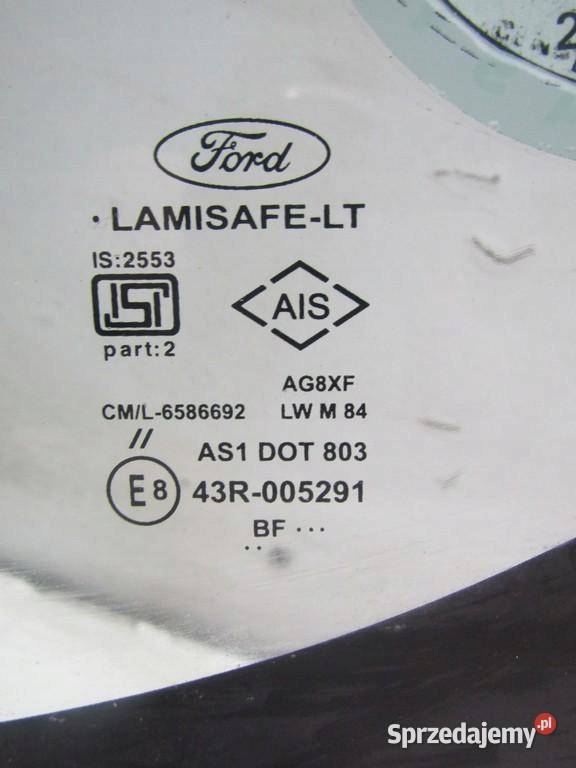 2
Ford
· LAMISAFE-LT
IS:2553
ISI
AIS
part:2
AG8XF
CM/L-6586692 LW M 84
//
AS1 DOT 803
E8 43R-005291
BF ···
··
Sprzedajemy.pl